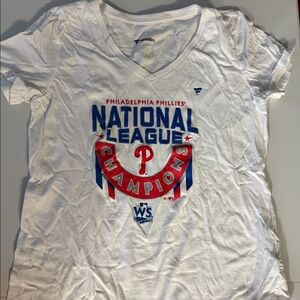 PHILADELPHIA PHILLIES
NATIONAL
LEAGUE
CHAMPIONS
P
WS